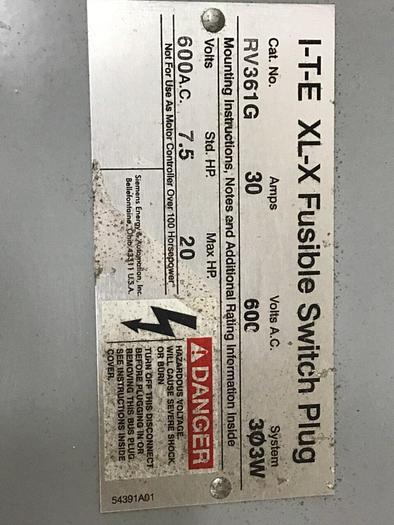 I-T-E XL-X Fusible Switch Plug
Cat. No. Amps Volts A.C. System
RV361G 30 600 3Ø3W
Mounting Instructions, Notes and Additional Rating Information Inside
Volts Std. HP. Max HP.
600A.C. 7.5 20
Not For Use As Motor Controller Over 100 Horsepower
Siemens Energy & Automation, Inc.
Bellefontaine, Ohio 43311 U.S.A.
DANGER
HAZARDOUS VOLTAGE.
WILL CAUSE SEVERE SHOCK
OR BURN
TURN OFF THIS DISCONNECT
BEFORE PLUGGING IN OR
REMOVING THIS BUS PLUG.
SEE INSTRUCTIONS INSIDE
COVER.
54391A01